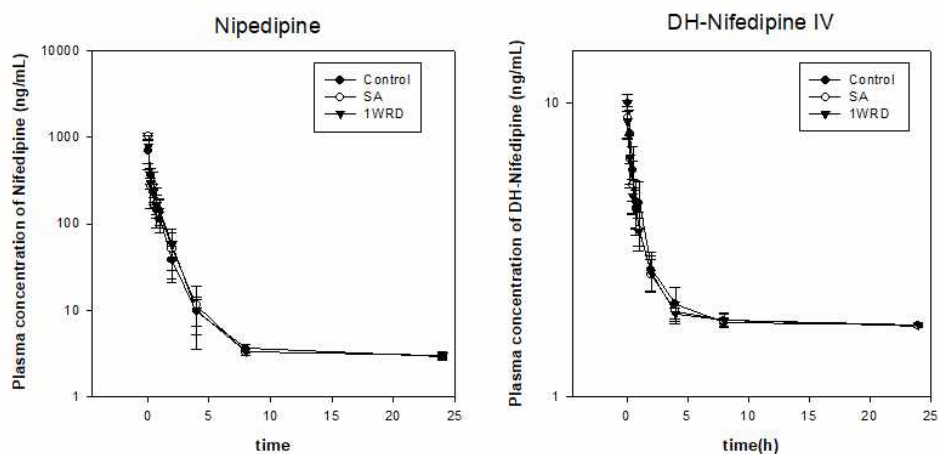 Nipedipine
Plasma concentration of Nifedipine (ng/mL)
10000
1000
100
10
1
Control
SA
1WRD
0
5
10
15
20
25
time
DH-Nifedipine IV
Plasma concentration of DH-Nifedipine (ng/mL)
10
1
Control
SA
1WRD
0
5
10
15
20
25
time(h)